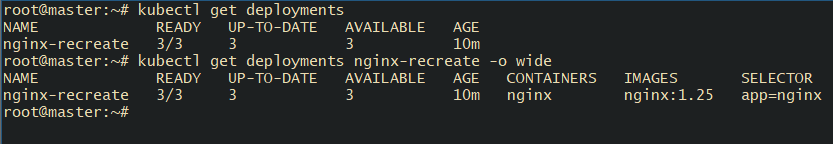 root@master:~# kubectl get deployments
NAME             READY   UP-TO-DATE   AVAILABLE   AGE
nginx-recreate   3/3     3            3           10m
root@master:~# kubectl get deployments nginx-recreate -o wide
NAME             READY   UP-TO-DATE   AVAILABLE   AGE   CONTAINERS   IMAGES       SELECTOR
nginx-recreate   3/3     3            3           10m   nginx        nginx:1.25   app=nginx
root@master:~#